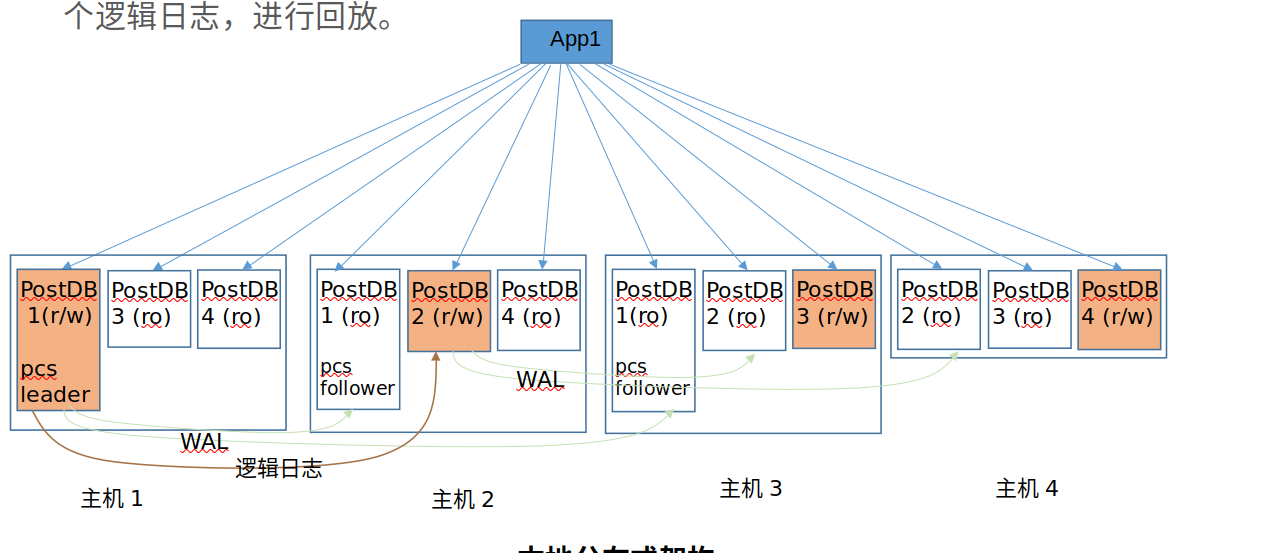 个逻辑日志，进行回放。
App1
PostDB
1(r/w)
pcs
leader
PostDB
3 (ro)
PostDB
4 (ro)
PostDB
1 (ro)
pcs
follower
PostDB
2 (r/w)
PostDB
4 (ro)
PostDB
1(ro)
pcs
follower
PostDB
2 (ro)
PostDB
3 (r/w)
PostDB
2 (ro)
PostDB
3 (ro)
PostDB
4 (r/w)
WAL
WAL
逻辑日志
主机 1
主机 2
主机 3
主机 4